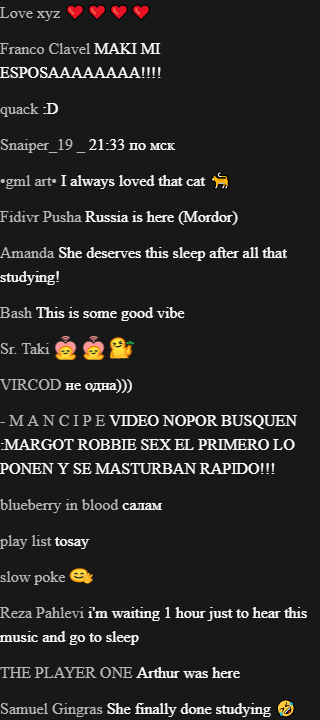 Love xyz ❤️❤️❤️❤️
Franco Clavel MAKI MI
ESPOSAAAAAAAA!!!!
quack :D
Snaiper_19 _ 21:33 по мск
•gml art• I always loved that cat 🐈
Fidivr Pusha Russia is here (Mordor)
Amanda She deserves this sleep after all that
studying!
Bash This is some good vibe
Sr. Taki
VIRCOD не одна)))
- M A N C I P E VIDEO NOPOR BUSQUEN
:MARGOT ROBBIE SEX EL PRIMERO LO
PONEN Y SE MASTURBAN RAPIDO!!!
blueberry in blood салам
play list tosay
slow poke
Reza Pahlevi i'm waiting 1 hour just to hear this
music and go to sleep
THE PLAYER ONE Arthur was here
Samuel Gingras She finally done studying 🤣